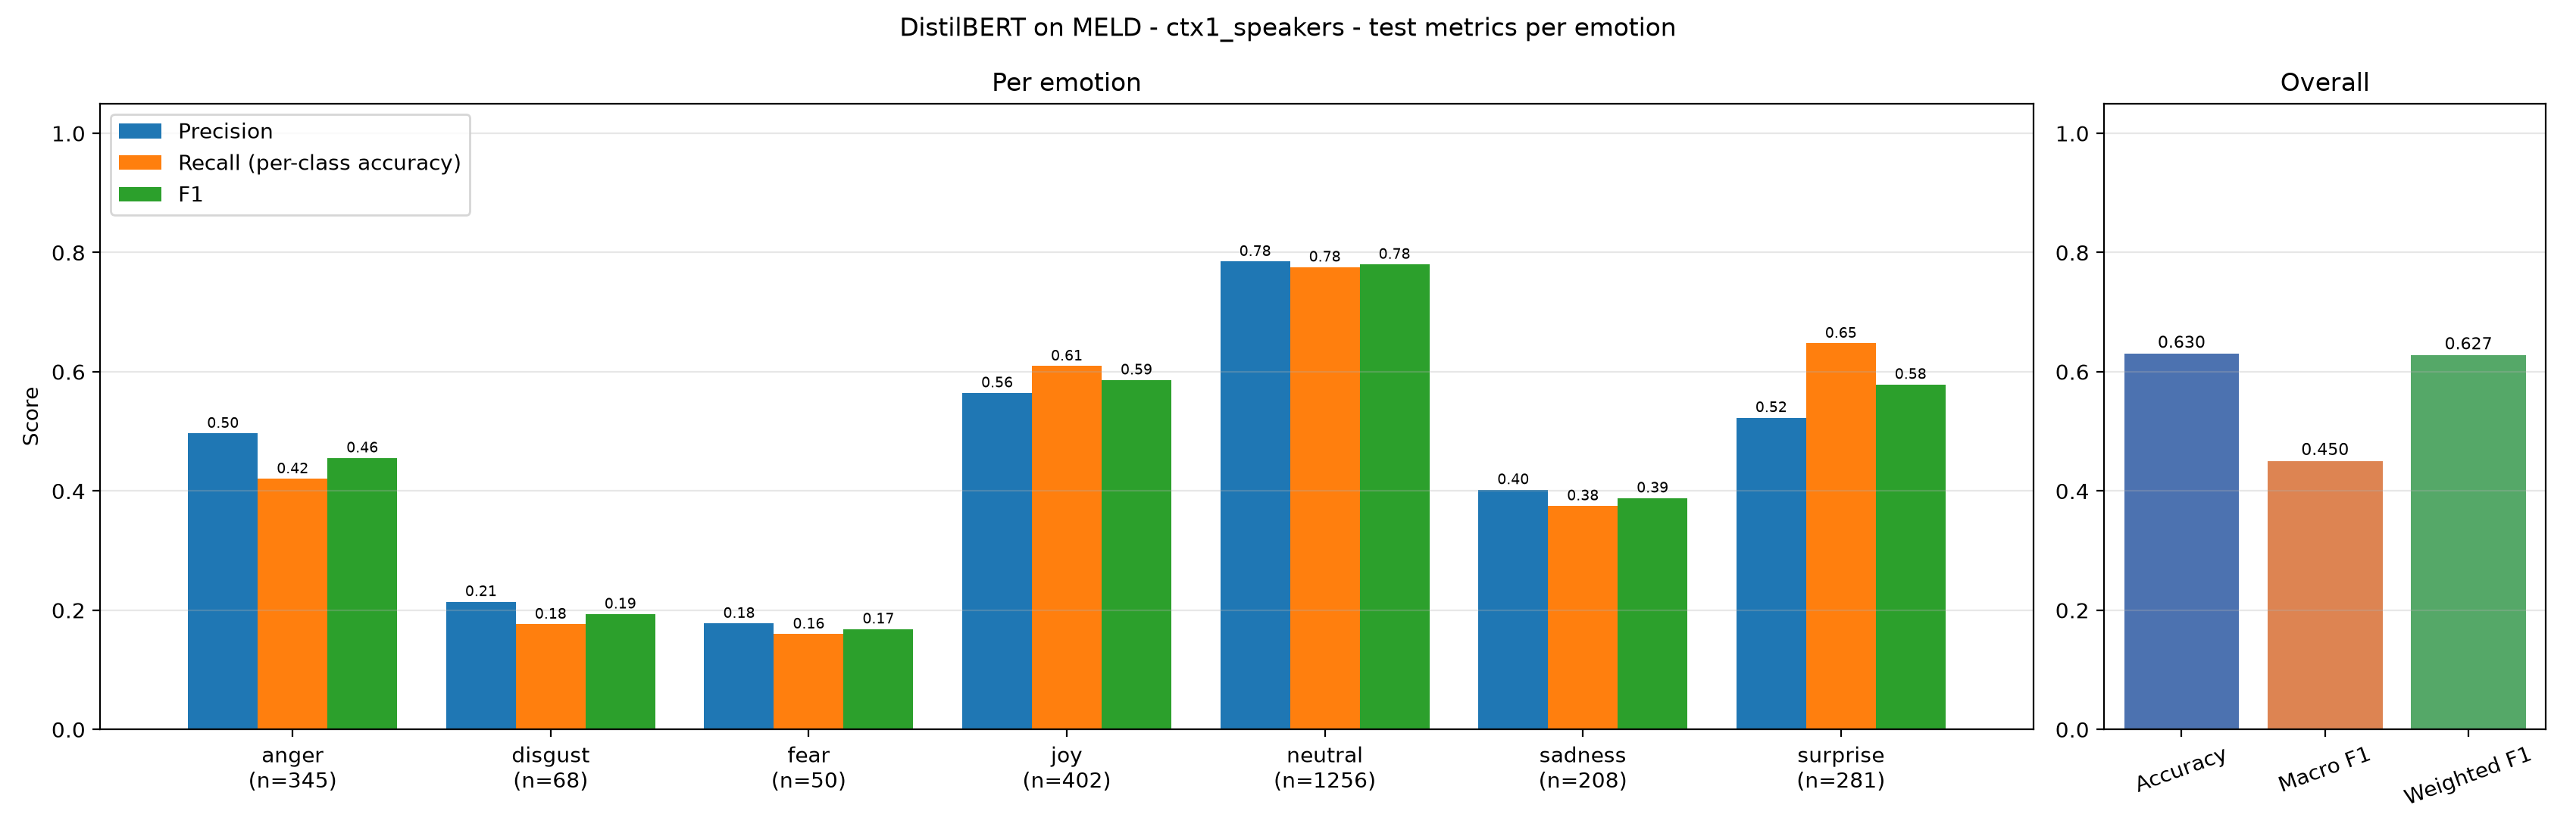 DistilBERT on MELD - ctx1_speakers - test metrics per emotion
Per emotion
Precision
Recall (per-class accuracy)
F1
Score
1.0
0.8
0.6
0.4
0.2
0.0
0.50
0.42
0.46
0.21
0.18
0.19
0.18
0.16
0.17
0.56
0.61
0.59
0.78
0.78
0.78
0.40
0.38
0.39
0.52
0.65
0.58
anger
(n=345)
disgust
(n=68)
fear
(n=50)
joy
(n=402)
neutral
(n=1256)
sadness
(n=208)
surprise
(n=281)
Overall
1.0
0.8
0.6
0.4
0.2
0.0
0.630
0.450
0.627
Accuracy
Macro F1
Weighted F1